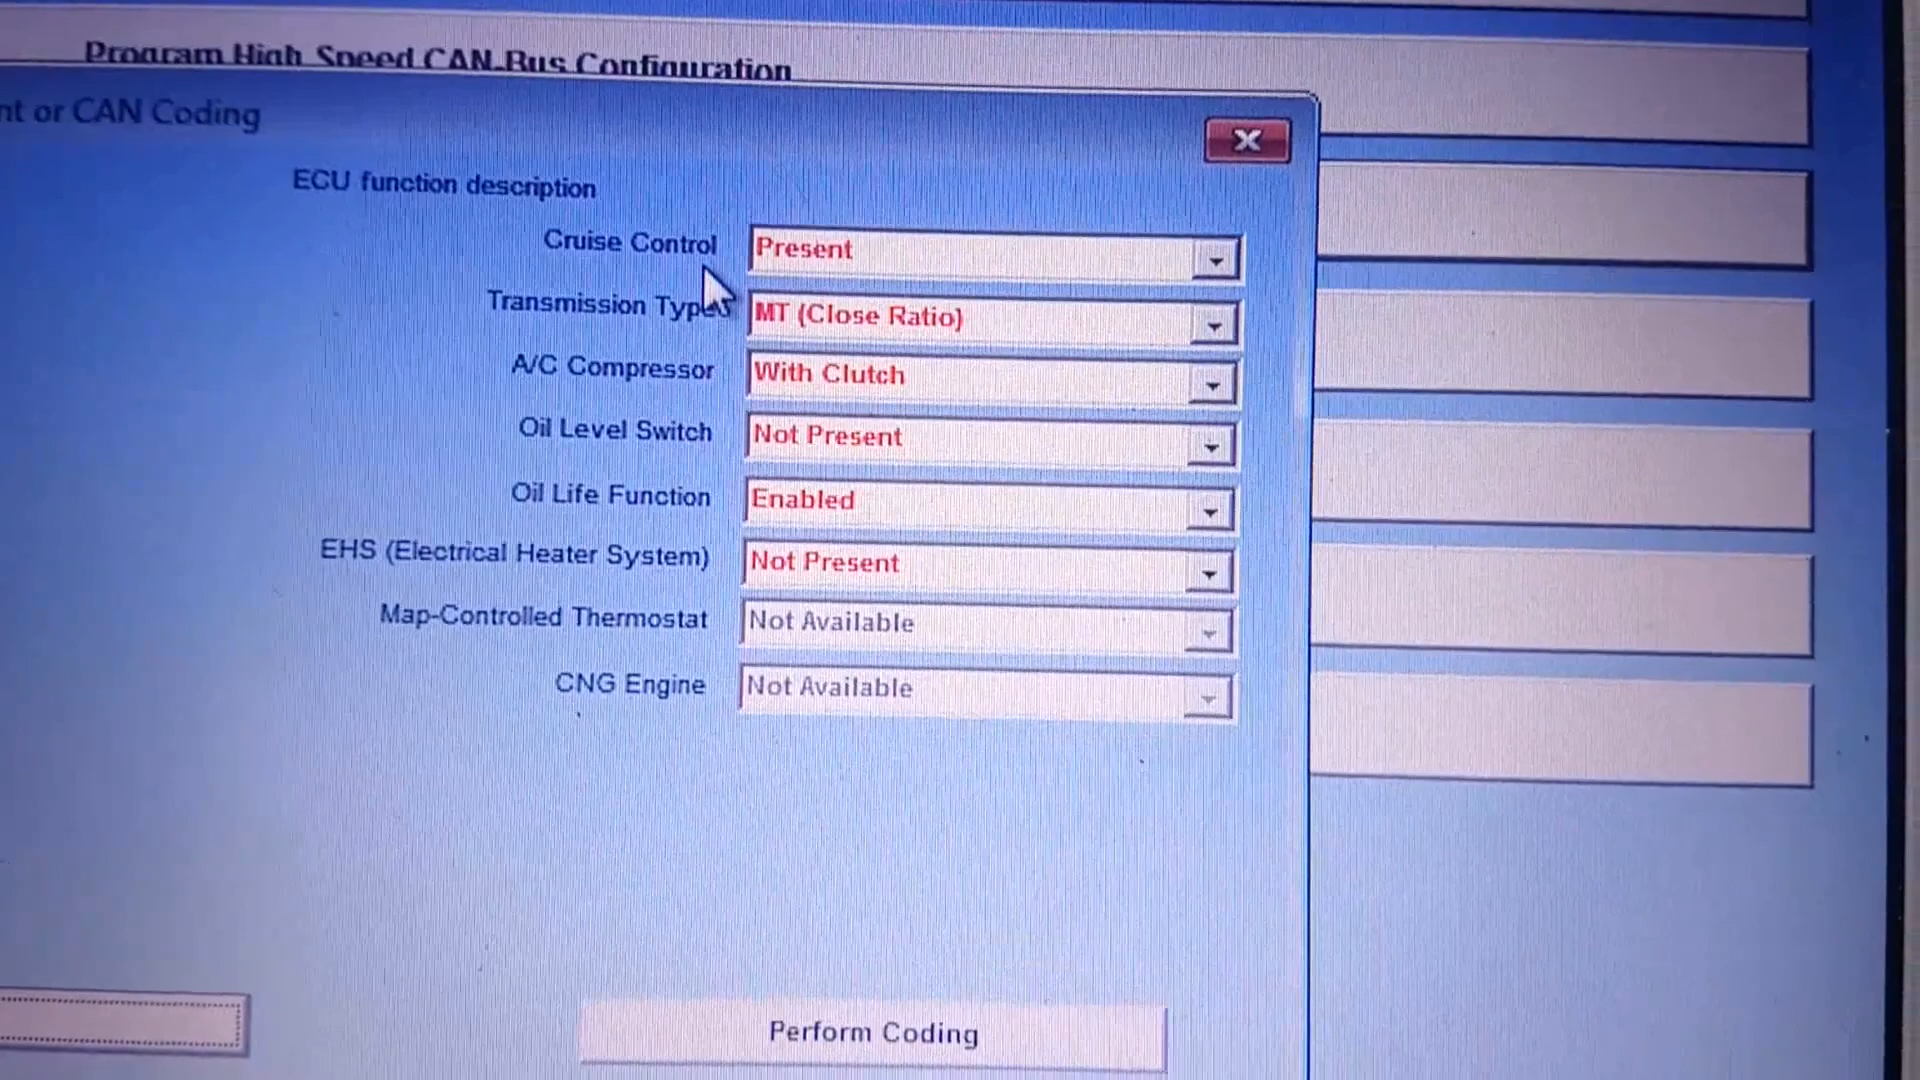 Program High Speed CAN-Bus Configuration
nt or CAN Coding
ECU function description
Cruise Control Present
Transmission Types MT (Close Ratio)
A/C Compressor With Clutch
Oil Level Switch Not Present
Oil Life Function Enabled
EHS (Electrical Heater System) Not Present
Map-Controlled Thermostat Not Available
CNG Engine Not Available
Perform Coding